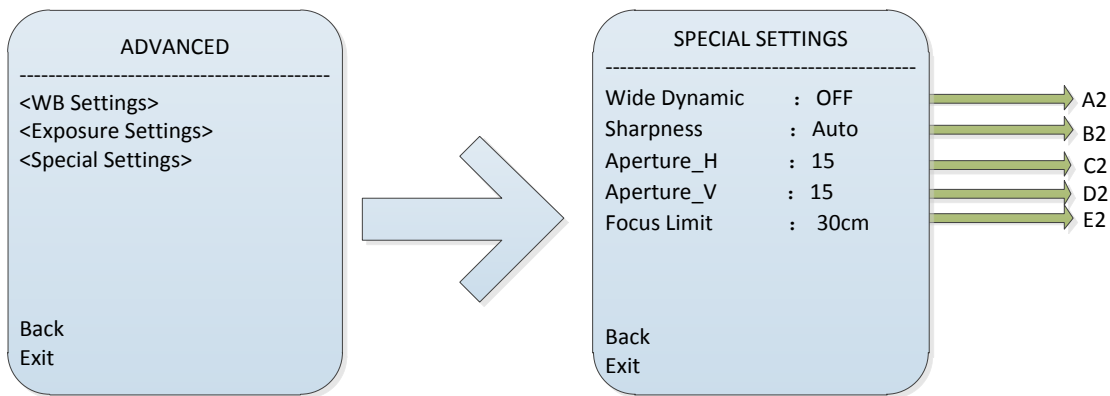 ADVANCED
-------------------------------------------
<WB Settings>
<Exposure Settings>
<Special Settings>
Back
Exit
SPECIAL SETTINGS
-------------------------------------------
Wide Dynamic : OFF
Sharpness : Auto
Aperture_H : 15
Aperture_V : 15
Focus Limit : 30cm
Back
Exit
A2
B2
C2
D2
E2